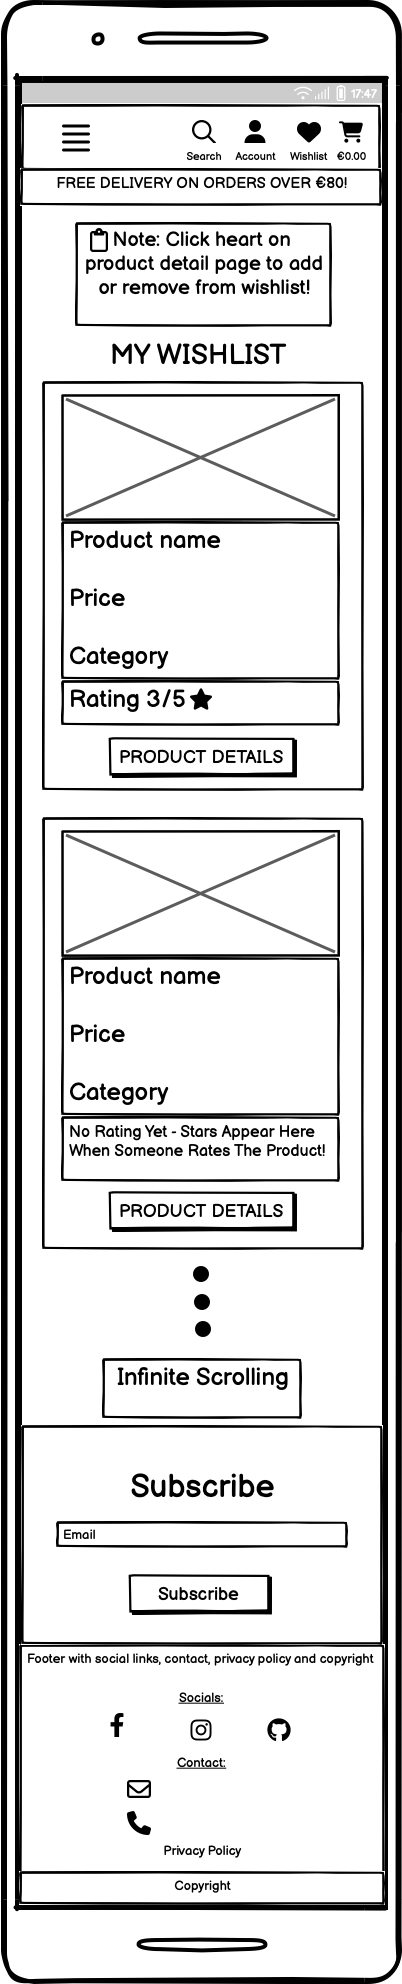 17:47
Search Account Wishlist €0.00
FREE DELIVERY ON ORDERS OVER €80!
Note: Click heart on
product detail page to add
or remove from wishlist!
MY WISHLIST
Product name
Price
Category
Rating 3/5
PRODUCT DETAILS
Product name
Price
Category
No Rating Yet - Stars Appear Here
When Someone Rates The Product!
PRODUCT DETAILS
Infinite Scrolling
Subscribe
Email
Subscribe
Footer with social links, contact, privacy policy and copyright
Socials:
Contact:
Privacy Policy
Copyright